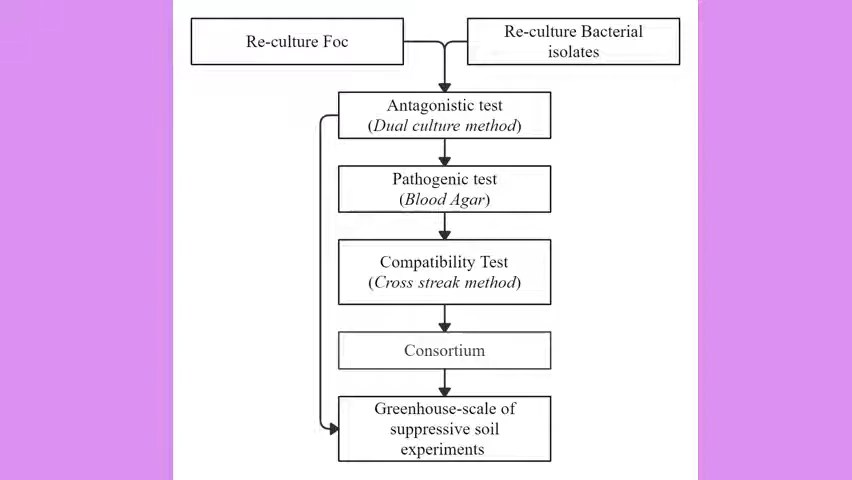 Re-culture Foc
Re-culture Bacterial
isolates
Antagonistic test
(Dual culture method)
Pathogenic test
(Blood Agar)
Compatibility Test
(Cross streak method)
Consortium
Greenhouse-scale of
suppressive soil
experiments